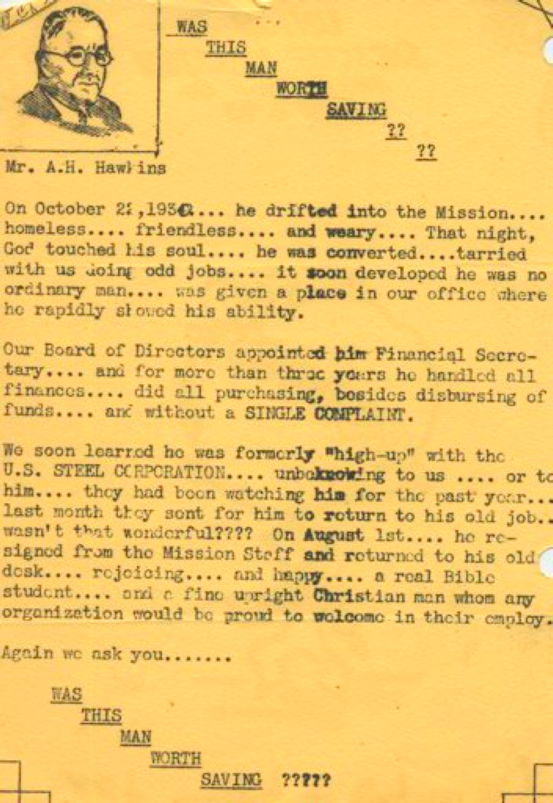 WAS
THIS
MAN
WORTH
SAVING
??
??
Mr. A.H. Hawkins
On October 22,193.... he drifted into the Mission....
homeless.... friendless.... and weary.... That night,
God touched his soul.... he was converted....tarried
with us doing odd jobs.... it soon developed he was no
ordinary man.... was given a place in our office where
he rapidly showed his ability.
Our Board of Directors appointed him Financial Secre-
tary.... and for more than three years he handled all
finances.... did all purchasing, besides disbursing of
funds.... and without a SINGLE COMPLAINT.
We soon learned he was formerly "high-up" with the
U.S. STEEL CORPORATION.... unbeknowing to us .... or to
him.... they had been watching him for the past year...
last month they sent for him to return to his old job..
wasn't that wonderful???? On August 1st.... he re-
signed from the Mission Staff and returned to his old
desk.... rejoicing.... and happy.... a real Bible
student.... and a fine upright Christian man whom any
organization would be proud to welcome in their employ.
Again we ask you.......
WAS
THIS
MAN
WORTH
SAVING ?????